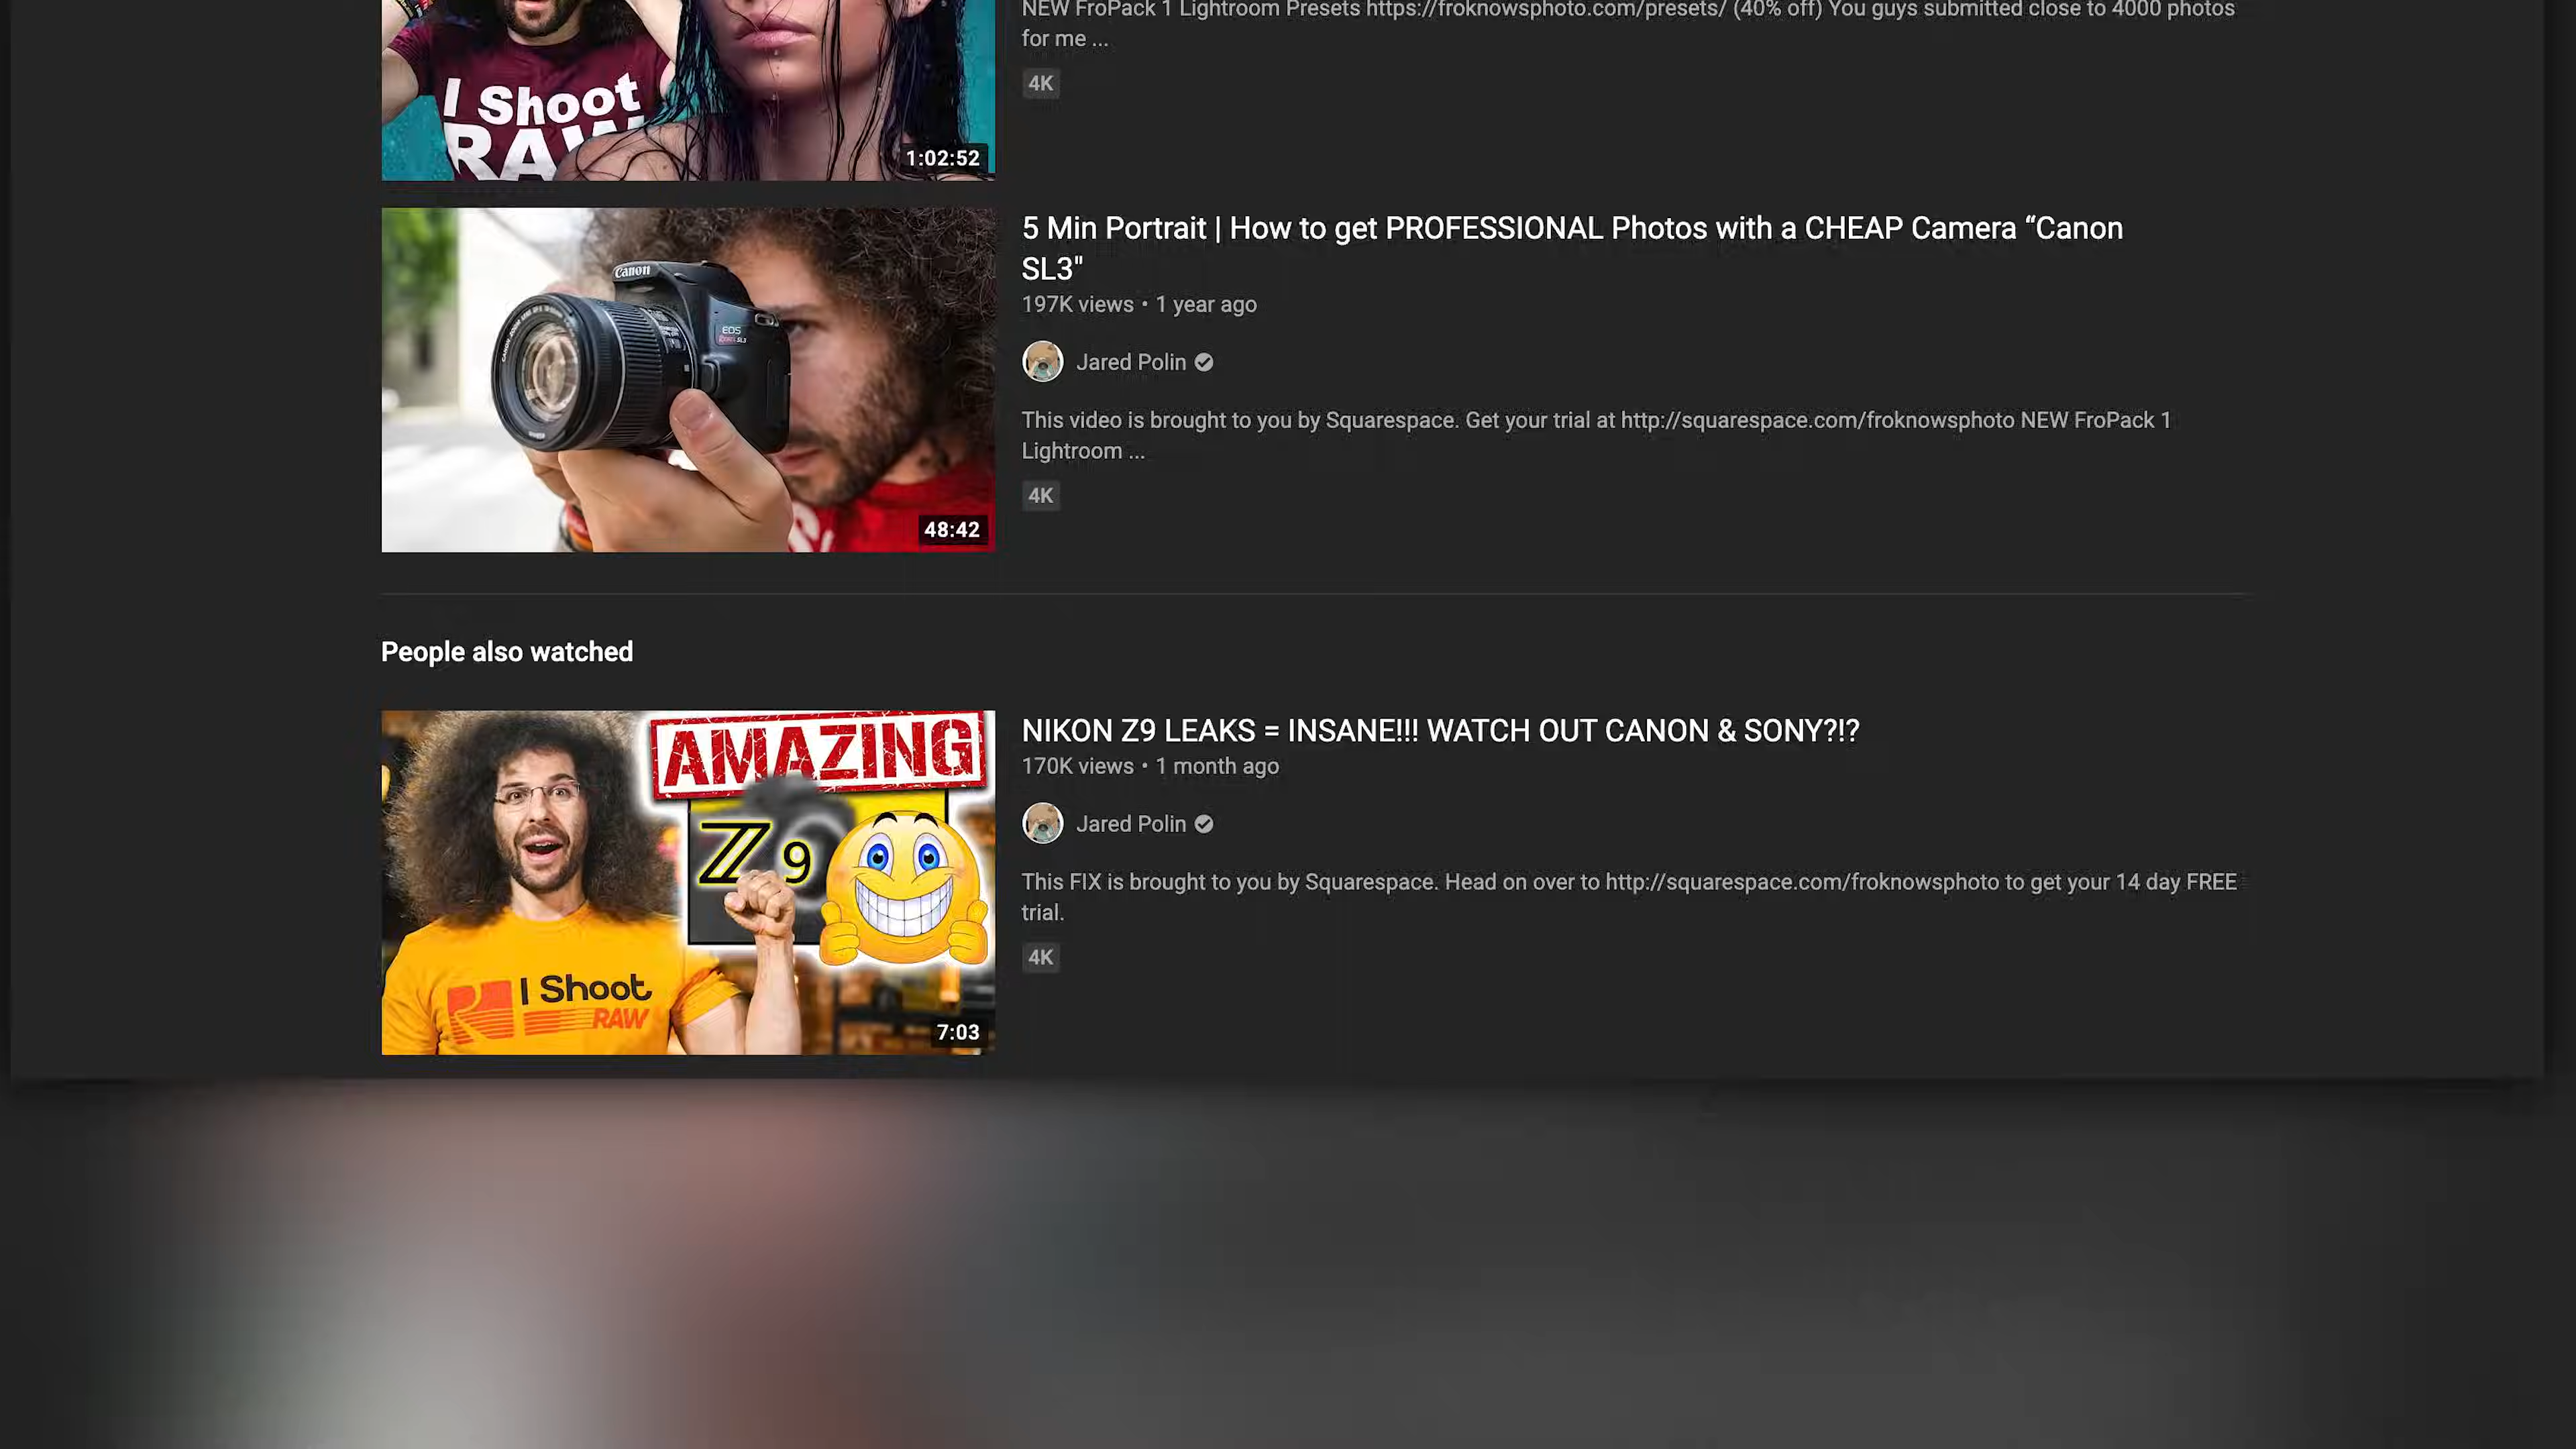 NEW FroPack 1 Lightroom Presets https://froknowsphoto.com/presets/ (40% off) You guys submitted close to 4000 photos
for me ...
4K
I Shoot
RAW
1:02:52
5 Min Portrait | How to get PROFESSIONAL Photos with a CHEAP Camera “Canon
SL3"
197K views • 1 year ago
Jared Polin
This video is brought to you by Squarespace. Get your trial at http://squarespace.com/froknowsphoto NEW FroPack 1
Lightroom ...
4K
Canon
EOS
SL3
48:42
People also watched
NIKON Z9 LEAKS = INSANE!!! WATCH OUT CANON & SONY?!?
170K views • 1 month ago
Jared Polin
This FIX is brought to you by Squarespace. Head on over to http://squarespace.com/froknowsphoto to get your 14 day FREE
trial.
4K
AMAZING
Z 9
I Shoot
RAW
7:03